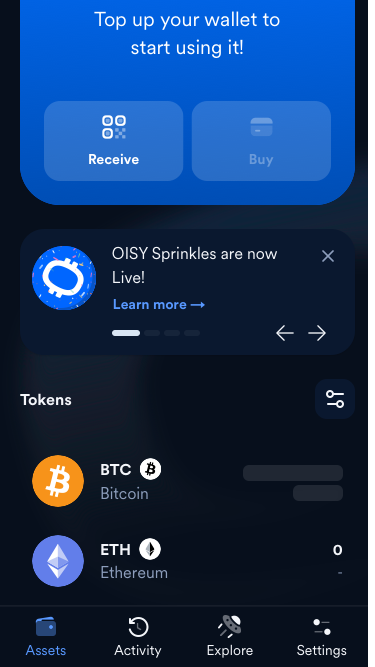 Top up your wallet to
start using it!
Receive
Buy
OISY Sprinkles are now
Live!
Learn more →
Tokens
BTC
Bitcoin
ETH
0
Ethereum
-
Assets
Activity
Explore
Settings